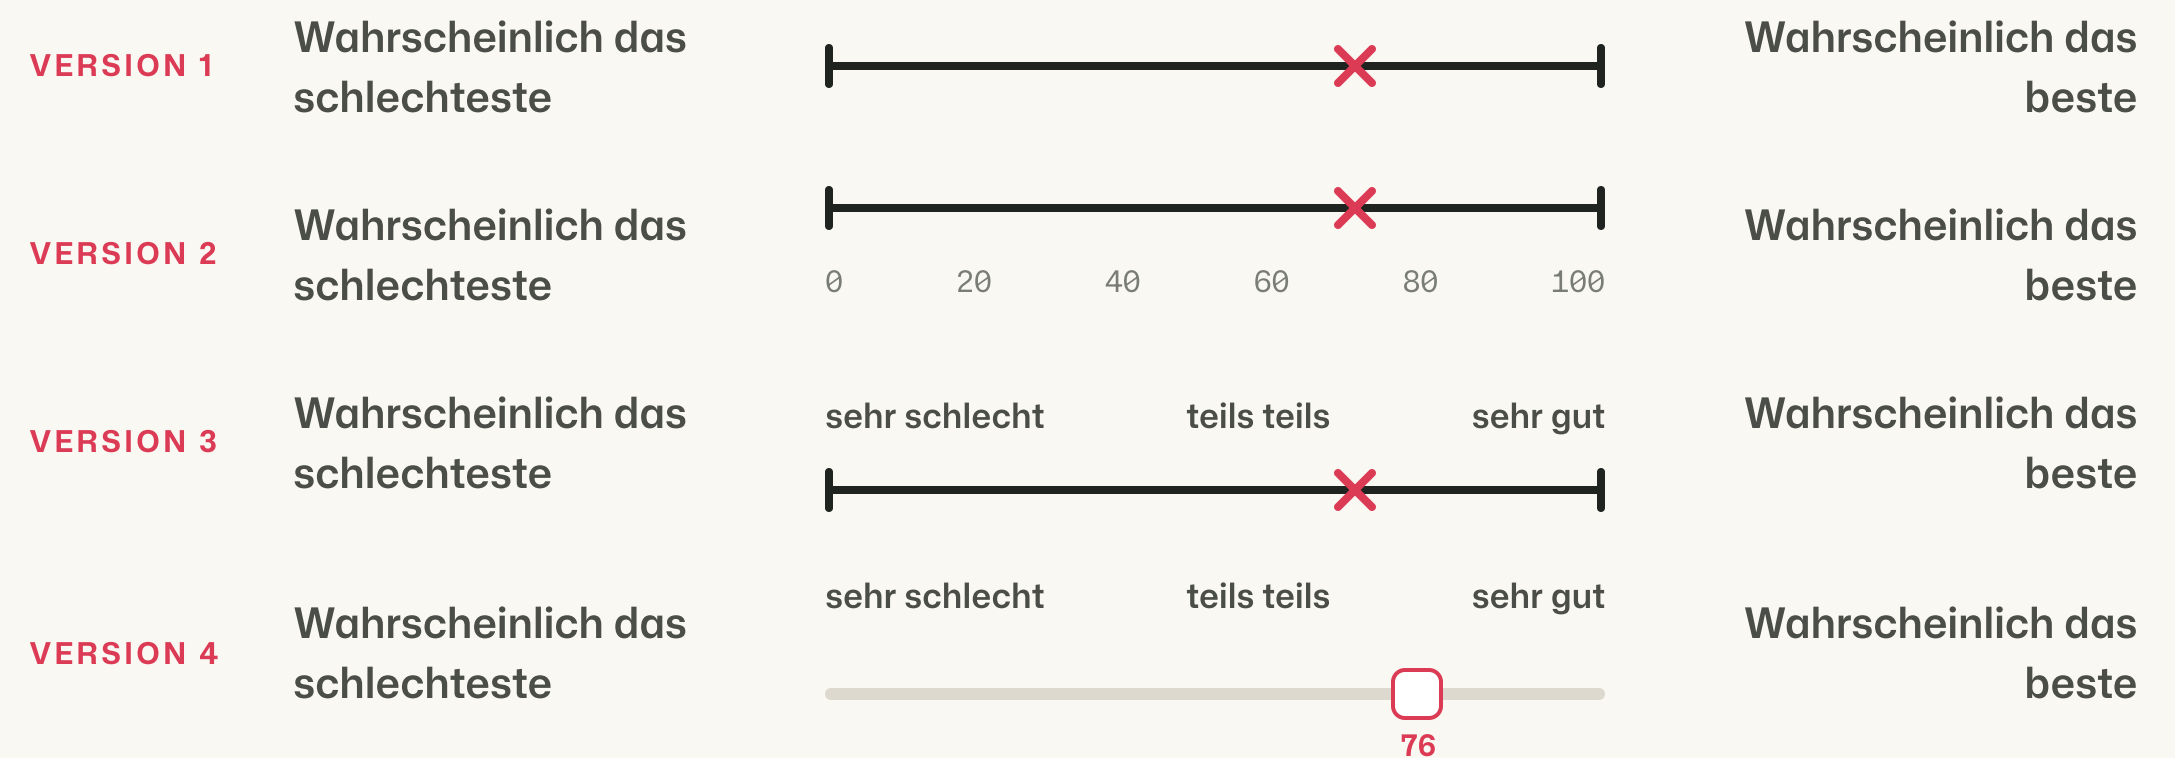 VERSION 1
Wahrscheinlich das
schlechteste
Wahrscheinlich das
beste
VERSION 2
Wahrscheinlich das
schlechteste
0 20 40 60 80 100
Wahrscheinlich das
beste
VERSION 3
Wahrscheinlich das
schlechteste
sehr schlecht teils teils sehr gut
Wahrscheinlich das
beste
VERSION 4
Wahrscheinlich das
schlechteste
sehr schlecht teils teils sehr gut
76
Wahrscheinlich das
beste